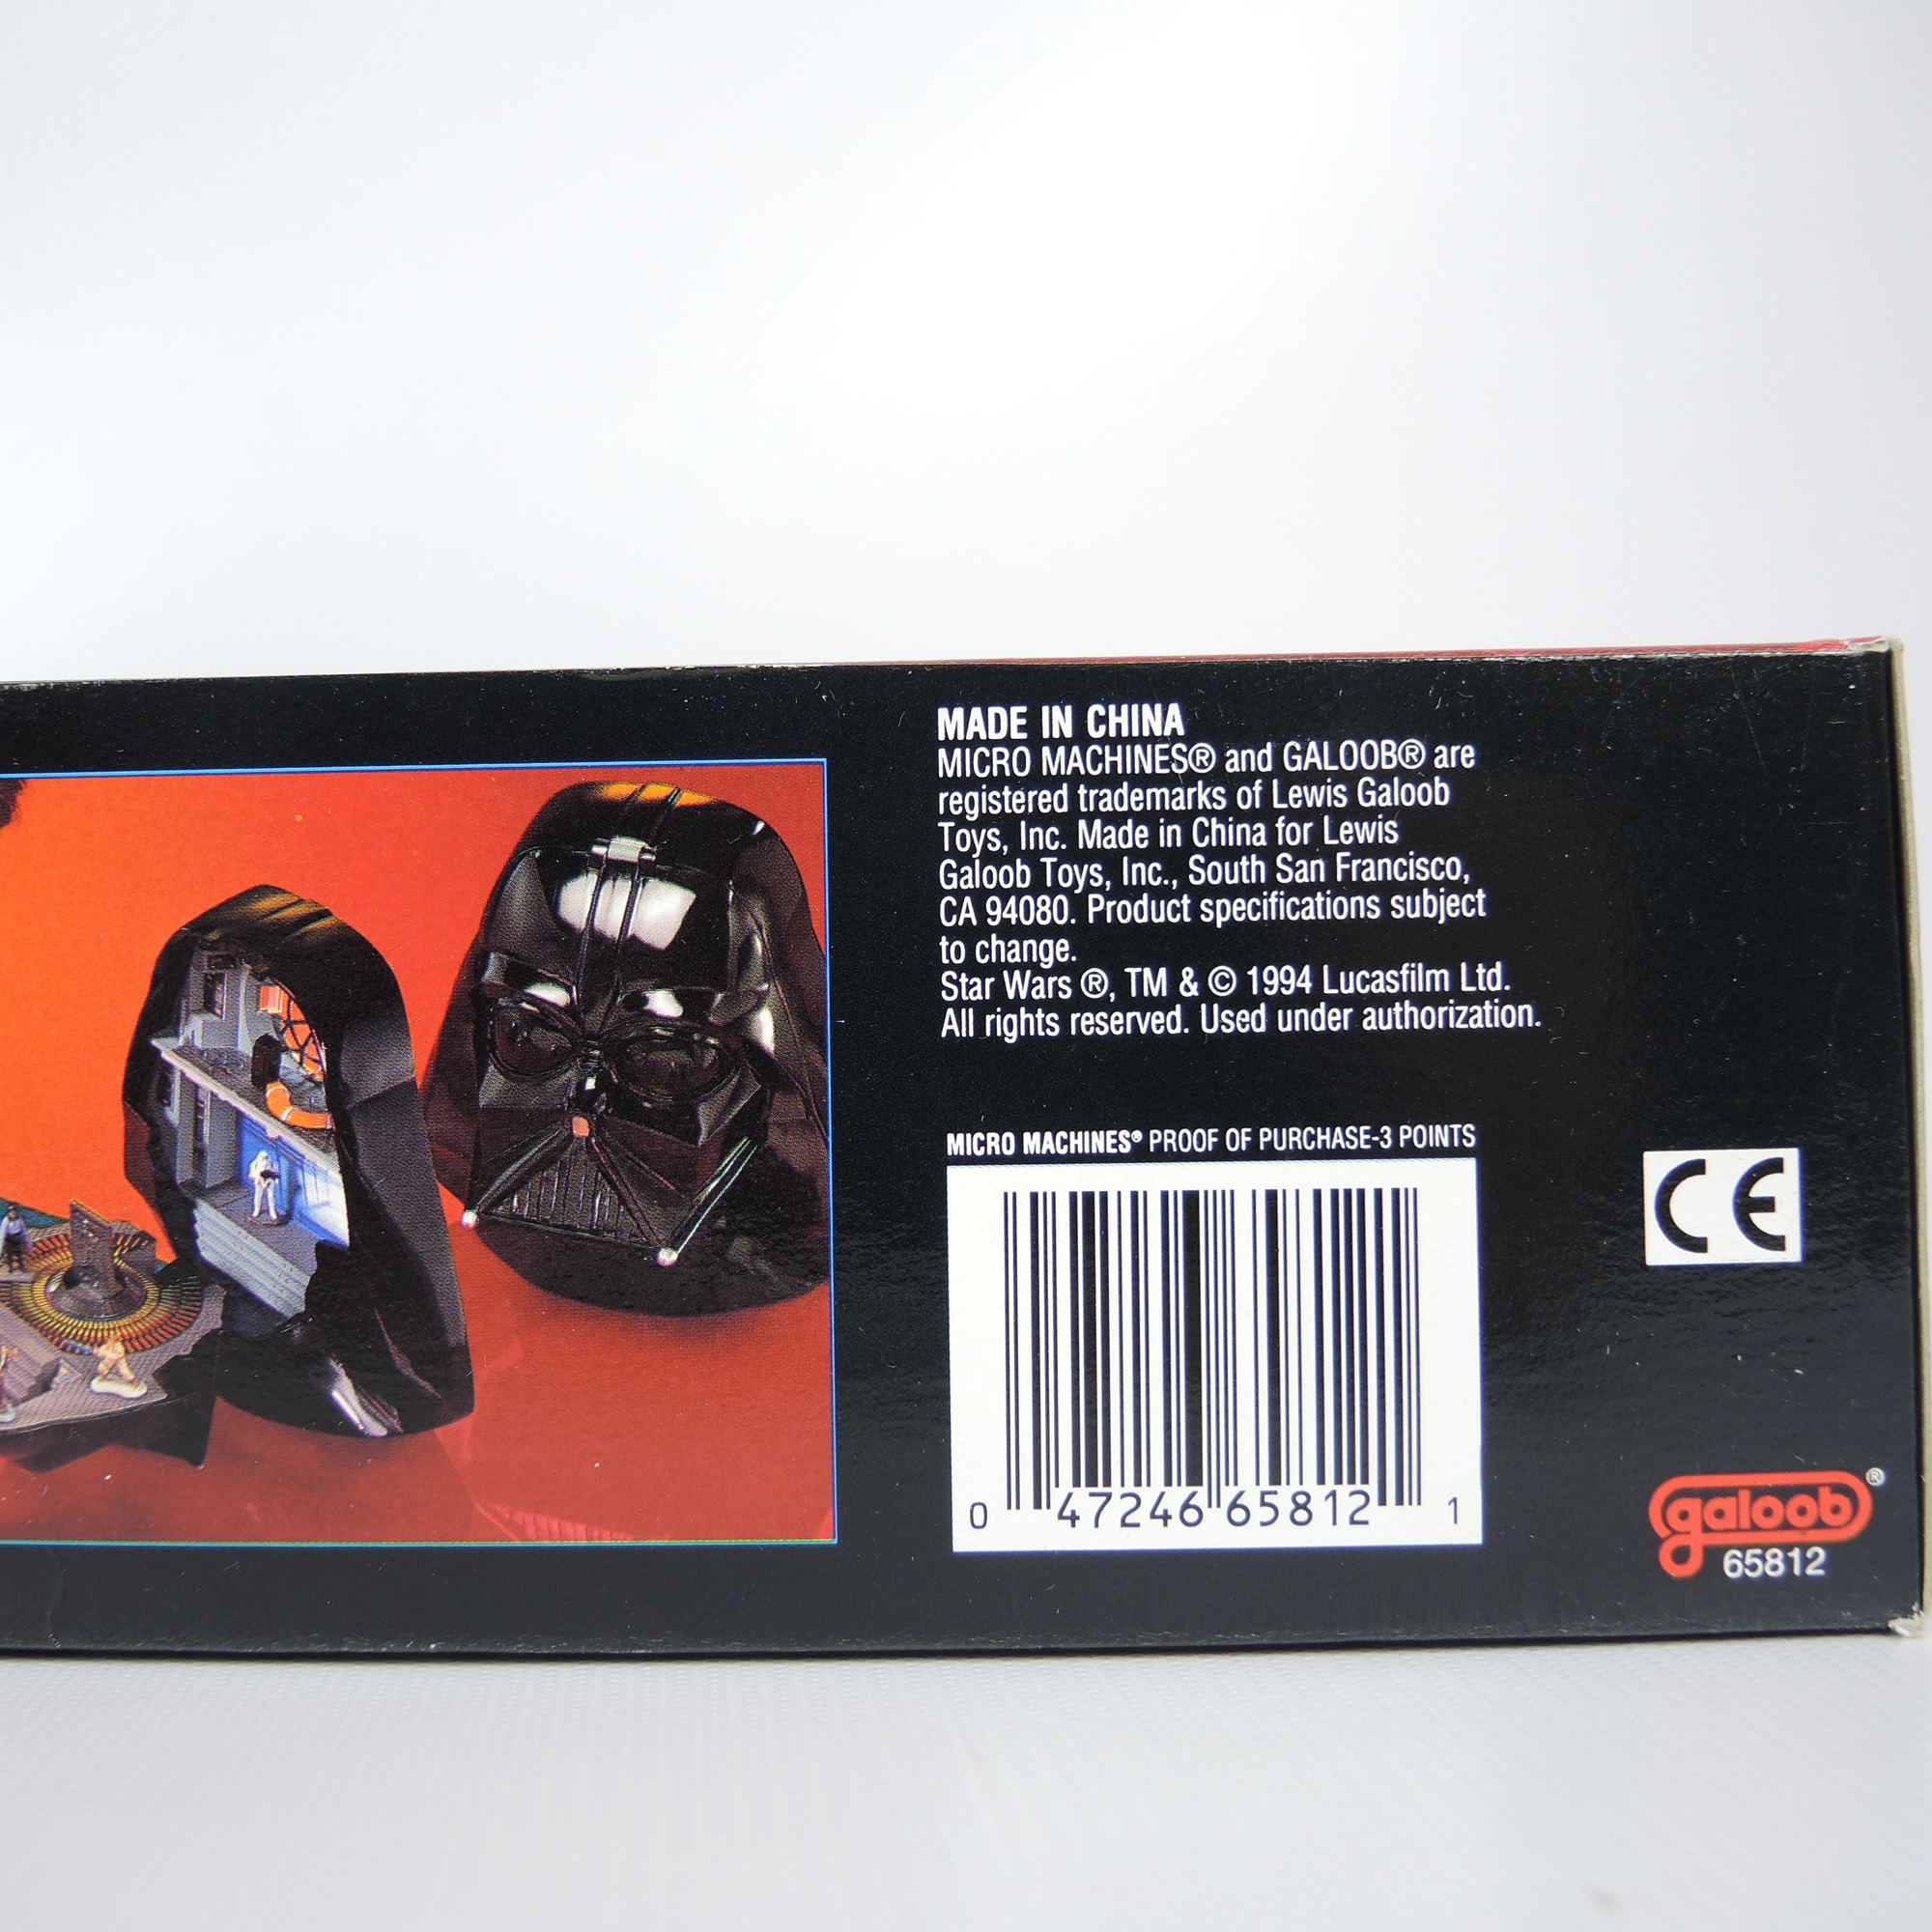 MADE IN CHINA
MICRO MACHINES® and GALOOB® are
registered trademarks of Lewis Galoob
Toys, Inc. Made in China for Lewis
Galoob Toys, Inc., South San Francisco,
CA 94080. Product specifications subject
to change.
Star Wars ®, TM & © 1994 Lucasfilm Ltd.
All rights reserved. Used under authorization.
MICRO MACHINES® PROOF OF PURCHASE-3 POINTS
0 47246 65812 1
CE
galoob®
65812